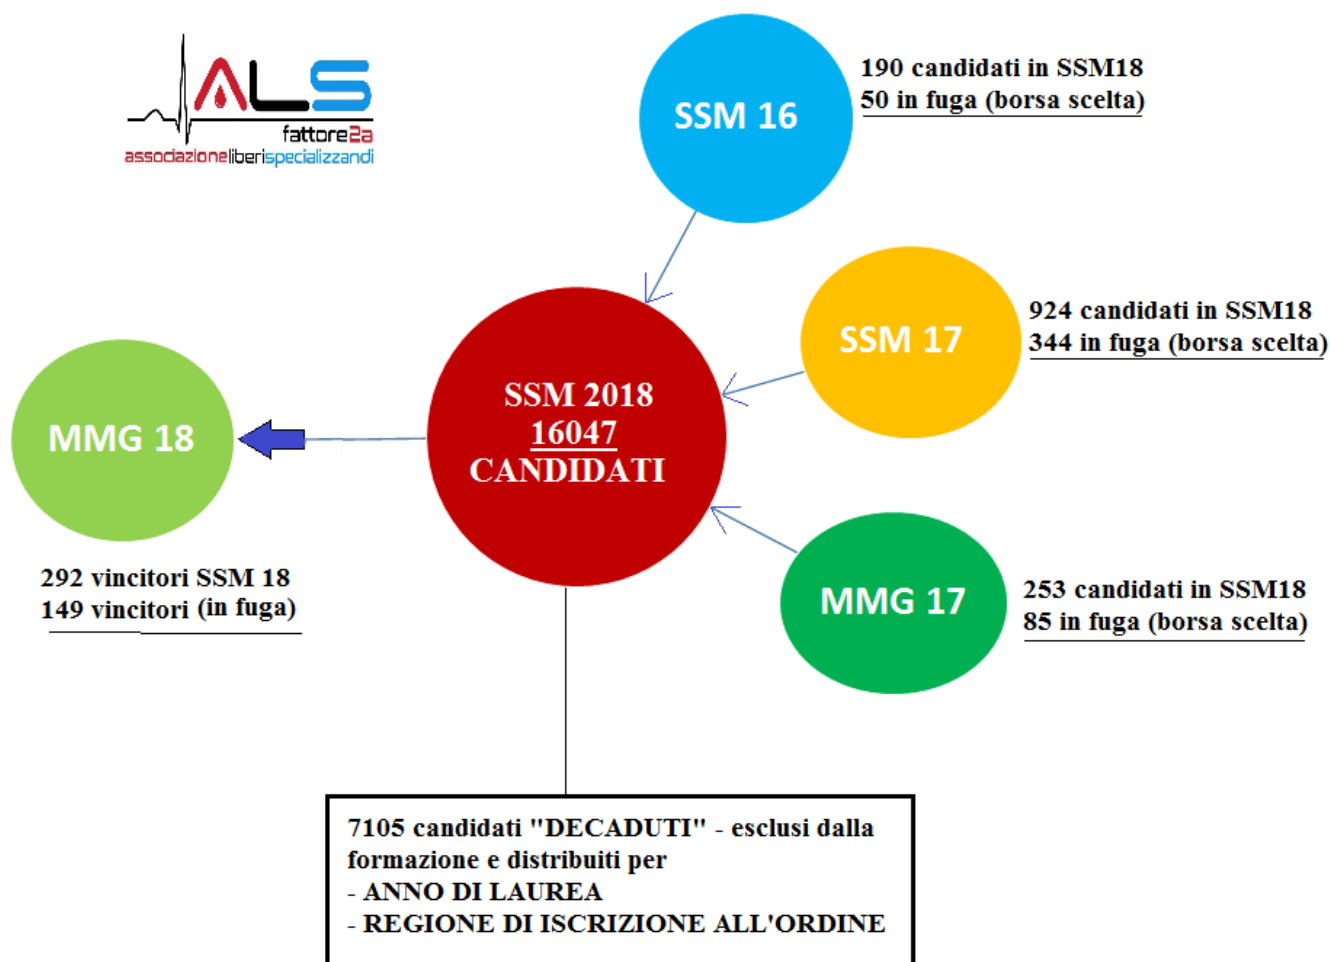 ALS
fattore2a
associazioneliberispecializzandi
SSM 16
190 candidati in SSM18
50 in fuga (borsa scelta)
SSM 17
924 candidati in SSM18
344 in fuga (borsa scelta)
SSM 2018
16047
CANDIDATI
MMG 18
292 vincitori SSM 18
149 vincitori (in fuga)
MMG 17
253 candidati in SSM18
85 in fuga (borsa scelta)
7105 candidati "DECADUTI" - esclusi dalla
formazione e distribuiti per
- ANNO DI LAUREA
- REGIONE DI ISCRIZIONE ALL'ORDINE